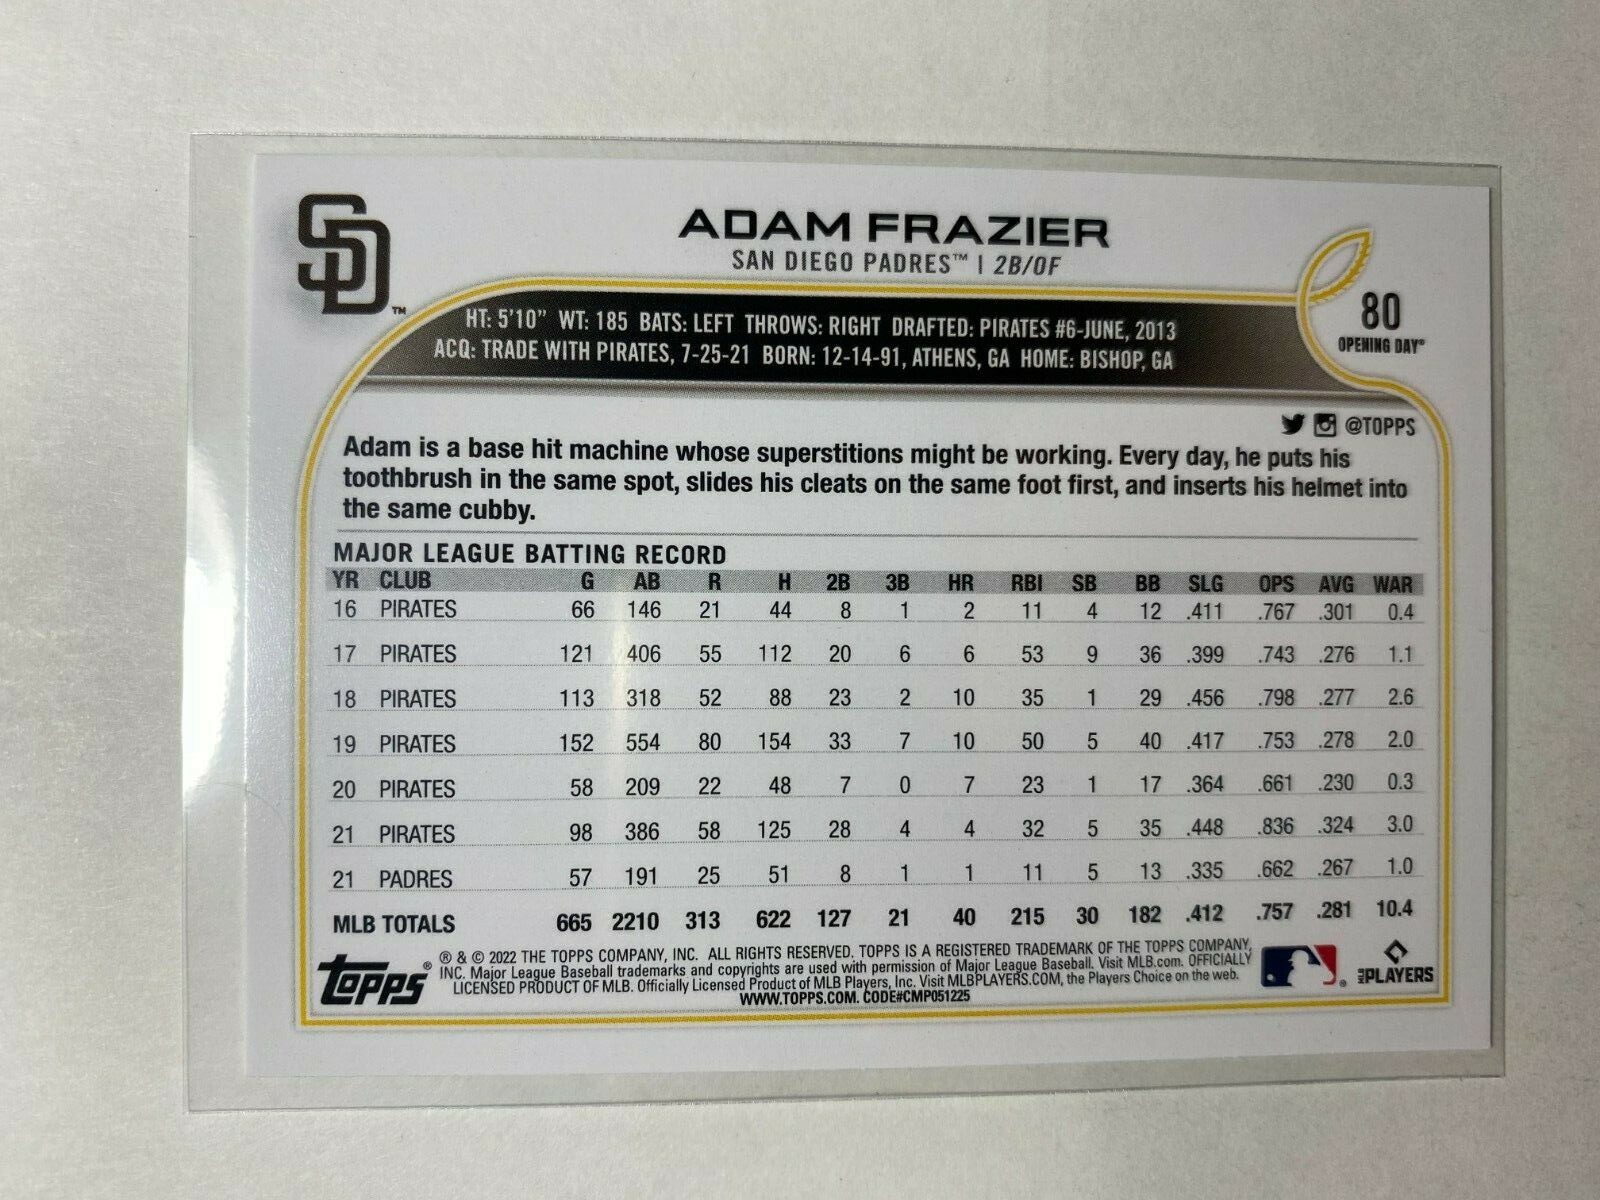 SD™
ADAM FRAZIER
SAN DIEGO PADRES™ | 2B/OF
80
OPENING DAY®
HT: 5'10" WT: 185 BATS: LEFT THROWS: RIGHT DRAFTED: PIRATES #6-JUNE, 2013
ACQ: TRADE WITH PIRATES, 7-25-21 BORN: 12-14-91, ATHENS, GA HOME: BISHOP, GA
@TOPPS
Adam is a base hit machine whose superstitions might be working. Every day, he puts his
toothbrush in the same spot, slides his cleats on the same foot first, and inserts his helmet into
the same cubby.
MAJOR LEAGUE BATTING RECORD
YR CLUB G AB R H 2B 3B HR RBI SB BB SLG OPS AVG WAR
16 PIRATES 66 146 21 44 8 1 2 11 4 12 .411 .767 .301 0.4
17 PIRATES 121 406 55 112 20 6 6 53 9 36 .399 .743 .276 1.1
18 PIRATES 113 318 52 88 23 2 10 35 1 29 .456 .798 .277 2.6
19 PIRATES 152 554 80 154 33 7 10 50 5 40 .417 .753 .278 2.0
20 PIRATES 58 209 22 48 7 0 7 23 1 17 .364 .661 .230 0.3
21 PIRATES 98 386 58 125 28 4 4 32 5 35 .448 .836 .324 3.0
21 PADRES 57 191 25 51 8 1 1 11 5 13 .335 .662 .267 1.0
MLB TOTALS 665 2210 313 622 127 21 40 215 30 182 .412 .757 .281 10.4
topps®
® & © 2022 THE TOPPS COMPANY, INC. ALL RIGHTS RESERVED. TOPPS IS A REGISTERED TRADEMARK OF THE TOPPS COMPANY,
INC. Major League Baseball trademarks and copyrights are used with permission of Major League Baseball. Visit MLB.com. OFFICIALLY
LICENSED PRODUCT OF MLB. Officially Licensed Product of MLB Players, Inc. Visit MLBPLAYERS.COM, the Players Choice on the web.
WWW.TOPPS.COM. CODE#CMP051225
MLB PLAYERS